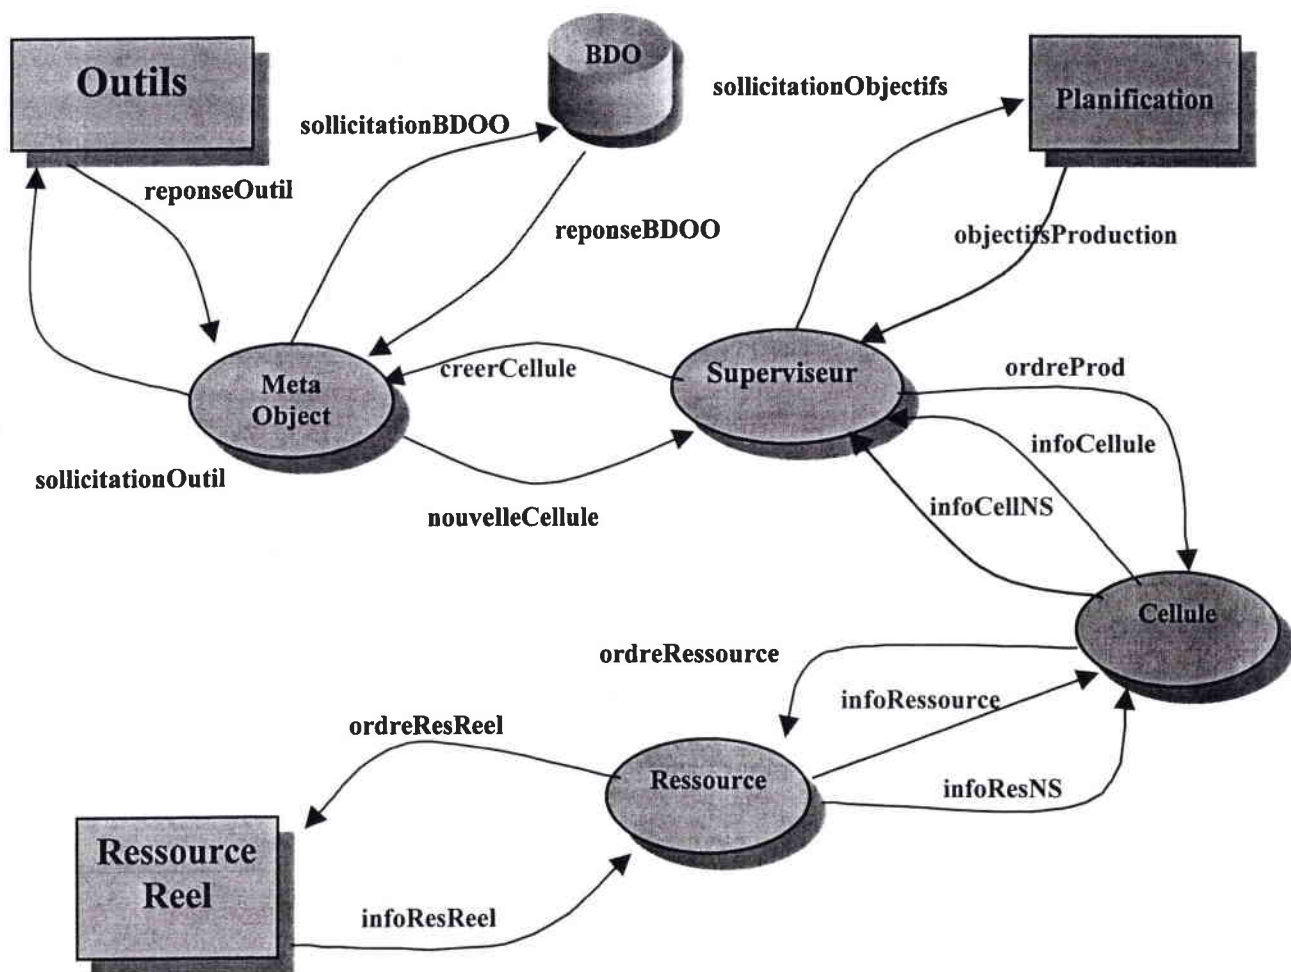 Outils
BDO
sollicitationObjectifs
Planification
sollicitationBDOO
reponseOutil
reponseBDOO
objectifsProduction
Meta
Object
creerCellule
Superviseur
ordreProd
infoCellule
sollicitationOutil
nouvelleCellule
infoCellNS
Cellule
ordreRessource
infoRessource
ordreResReel
Ressource
infoResNS
Ressource
Reel
infoResReel